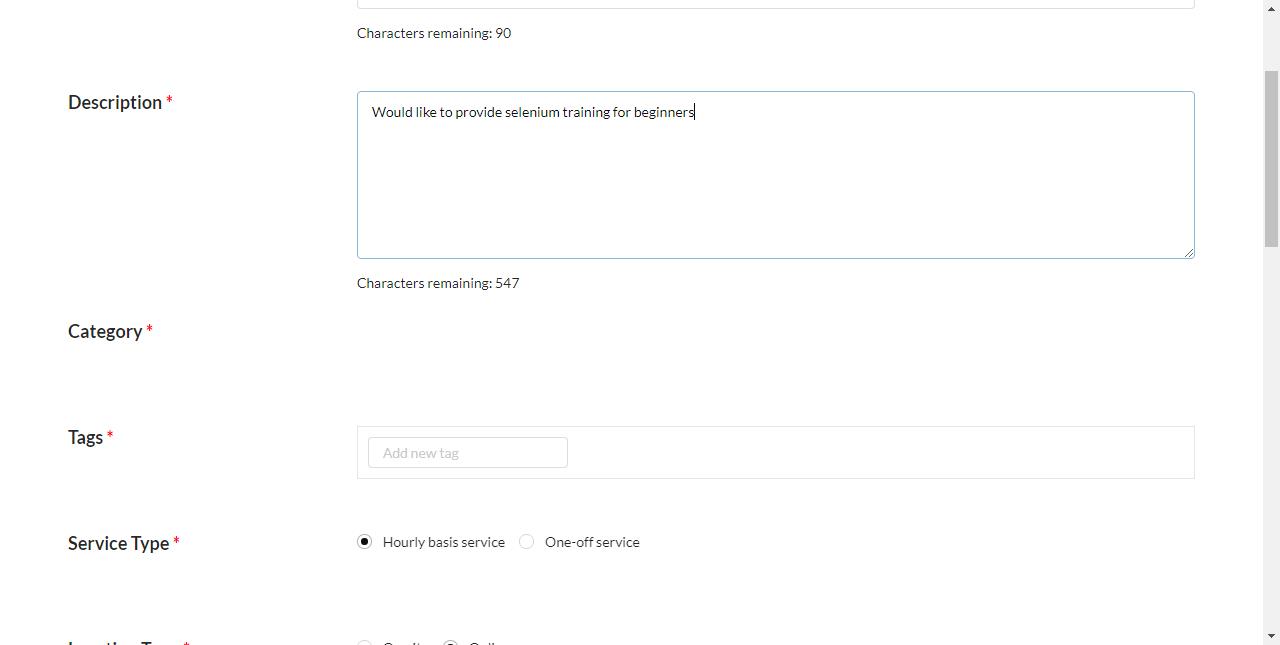 Characters remaining: 90
Description *
Would like to provide selenium training for beginners
Characters remaining: 547
Category *
Tags *
Add new tag
Service Type *
Hourly basis service
One-off service